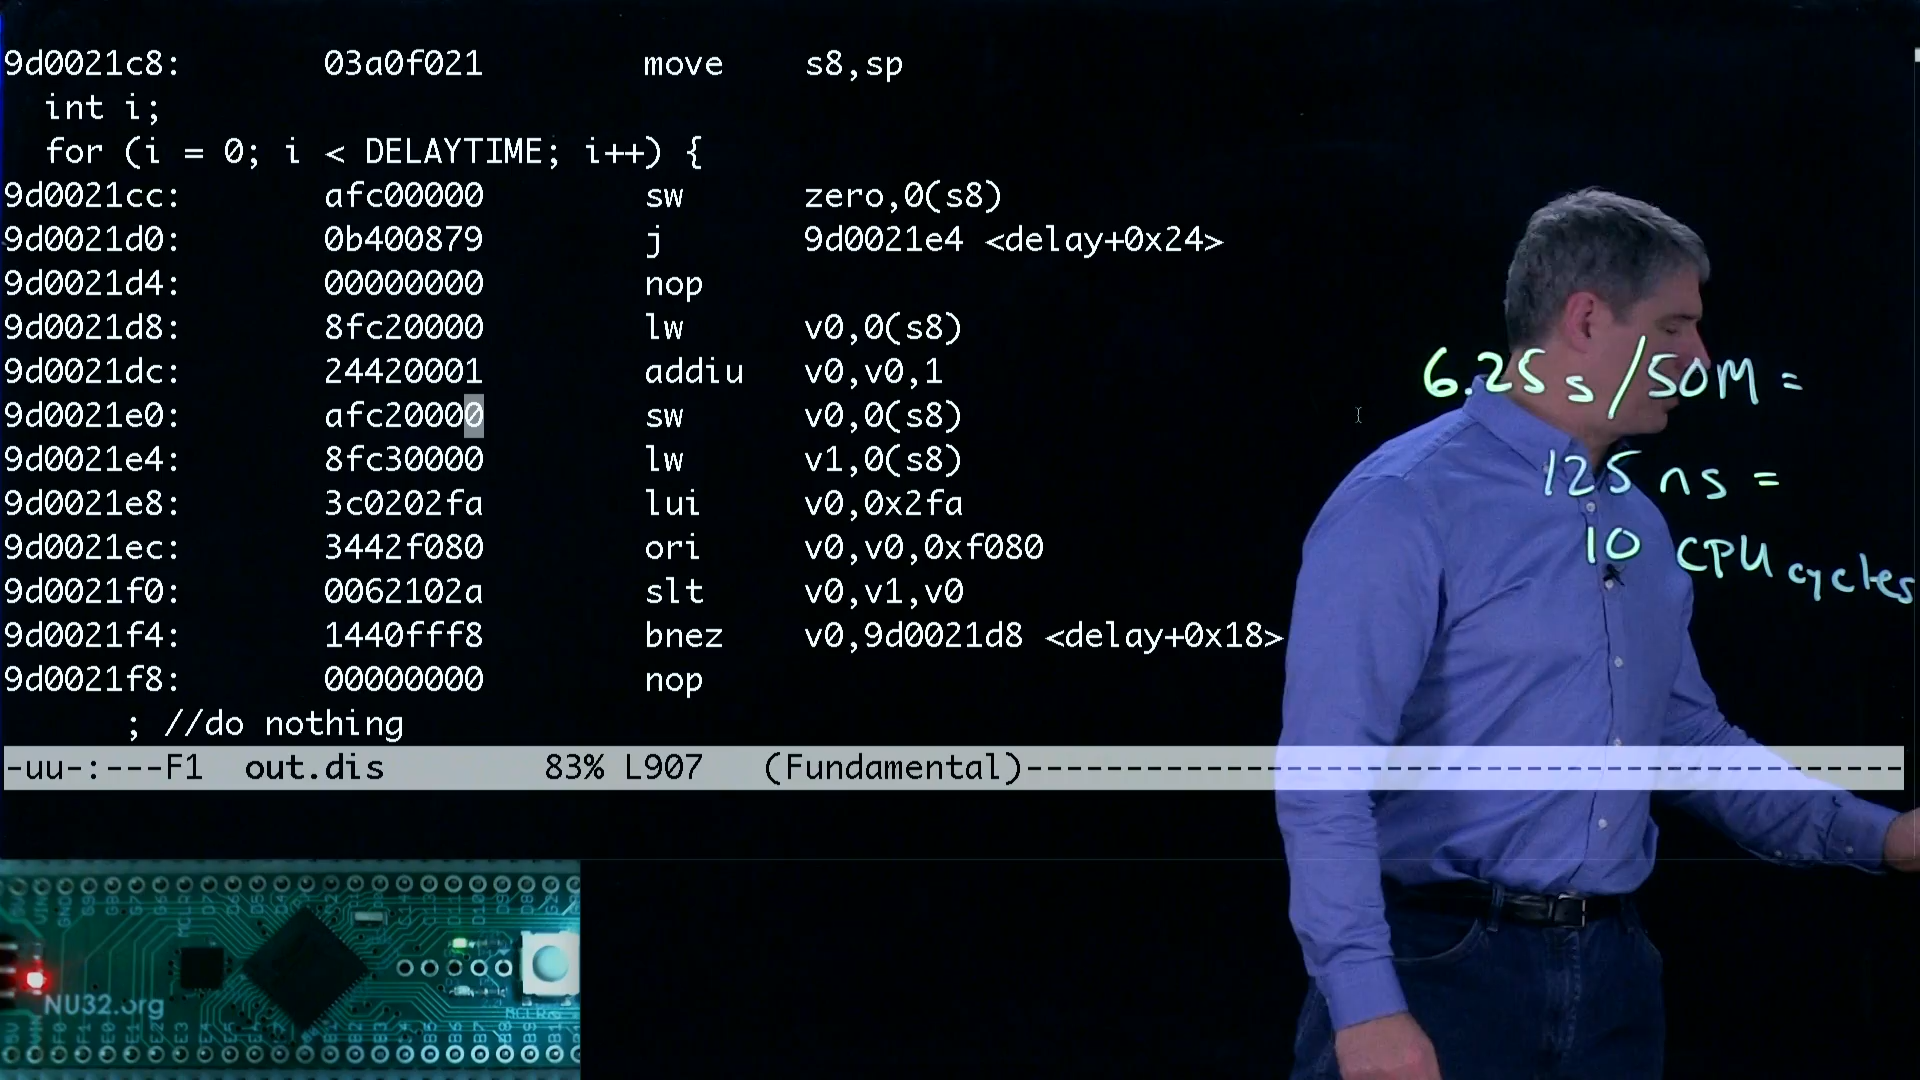 9d0021c8: 03a0f021 move s8,sp
int i;
for (i = 0; i < DELAYTIME; i++) {
9d0021cc: afc00000 sw zero,0(s8)
9d0021d0: 0b400879 j 9d0021e4 <delay+0x24>
9d0021d4: 00000000 nop
9d0021d8: 8fc20000 lw v0,0(s8)
9d0021dc: 24420001 addiu v0,v0,1
9d0021e0: afc20000 sw v0,0(s8)
9d0021e4: 8fc30000 lw v1,0(s8)
9d0021e8: 3c0202fa lui v0,0x2fa
9d0021ec: 3442f080 ori v0,v0,0xf080
9d0021f0: 0062102a slt v0,v1,v0
9d0021f4: 1440fff8 bnez v0,9d0021d8 <delay+0x18>
9d0021f8: 00000000 nop
; //do nothing
-uu-:---F1 out.dis 83% L907 (Fundamental)--------------------------------------------
6.25 s / 50M =
125 ns =
10 CPU cycles
NU32.org